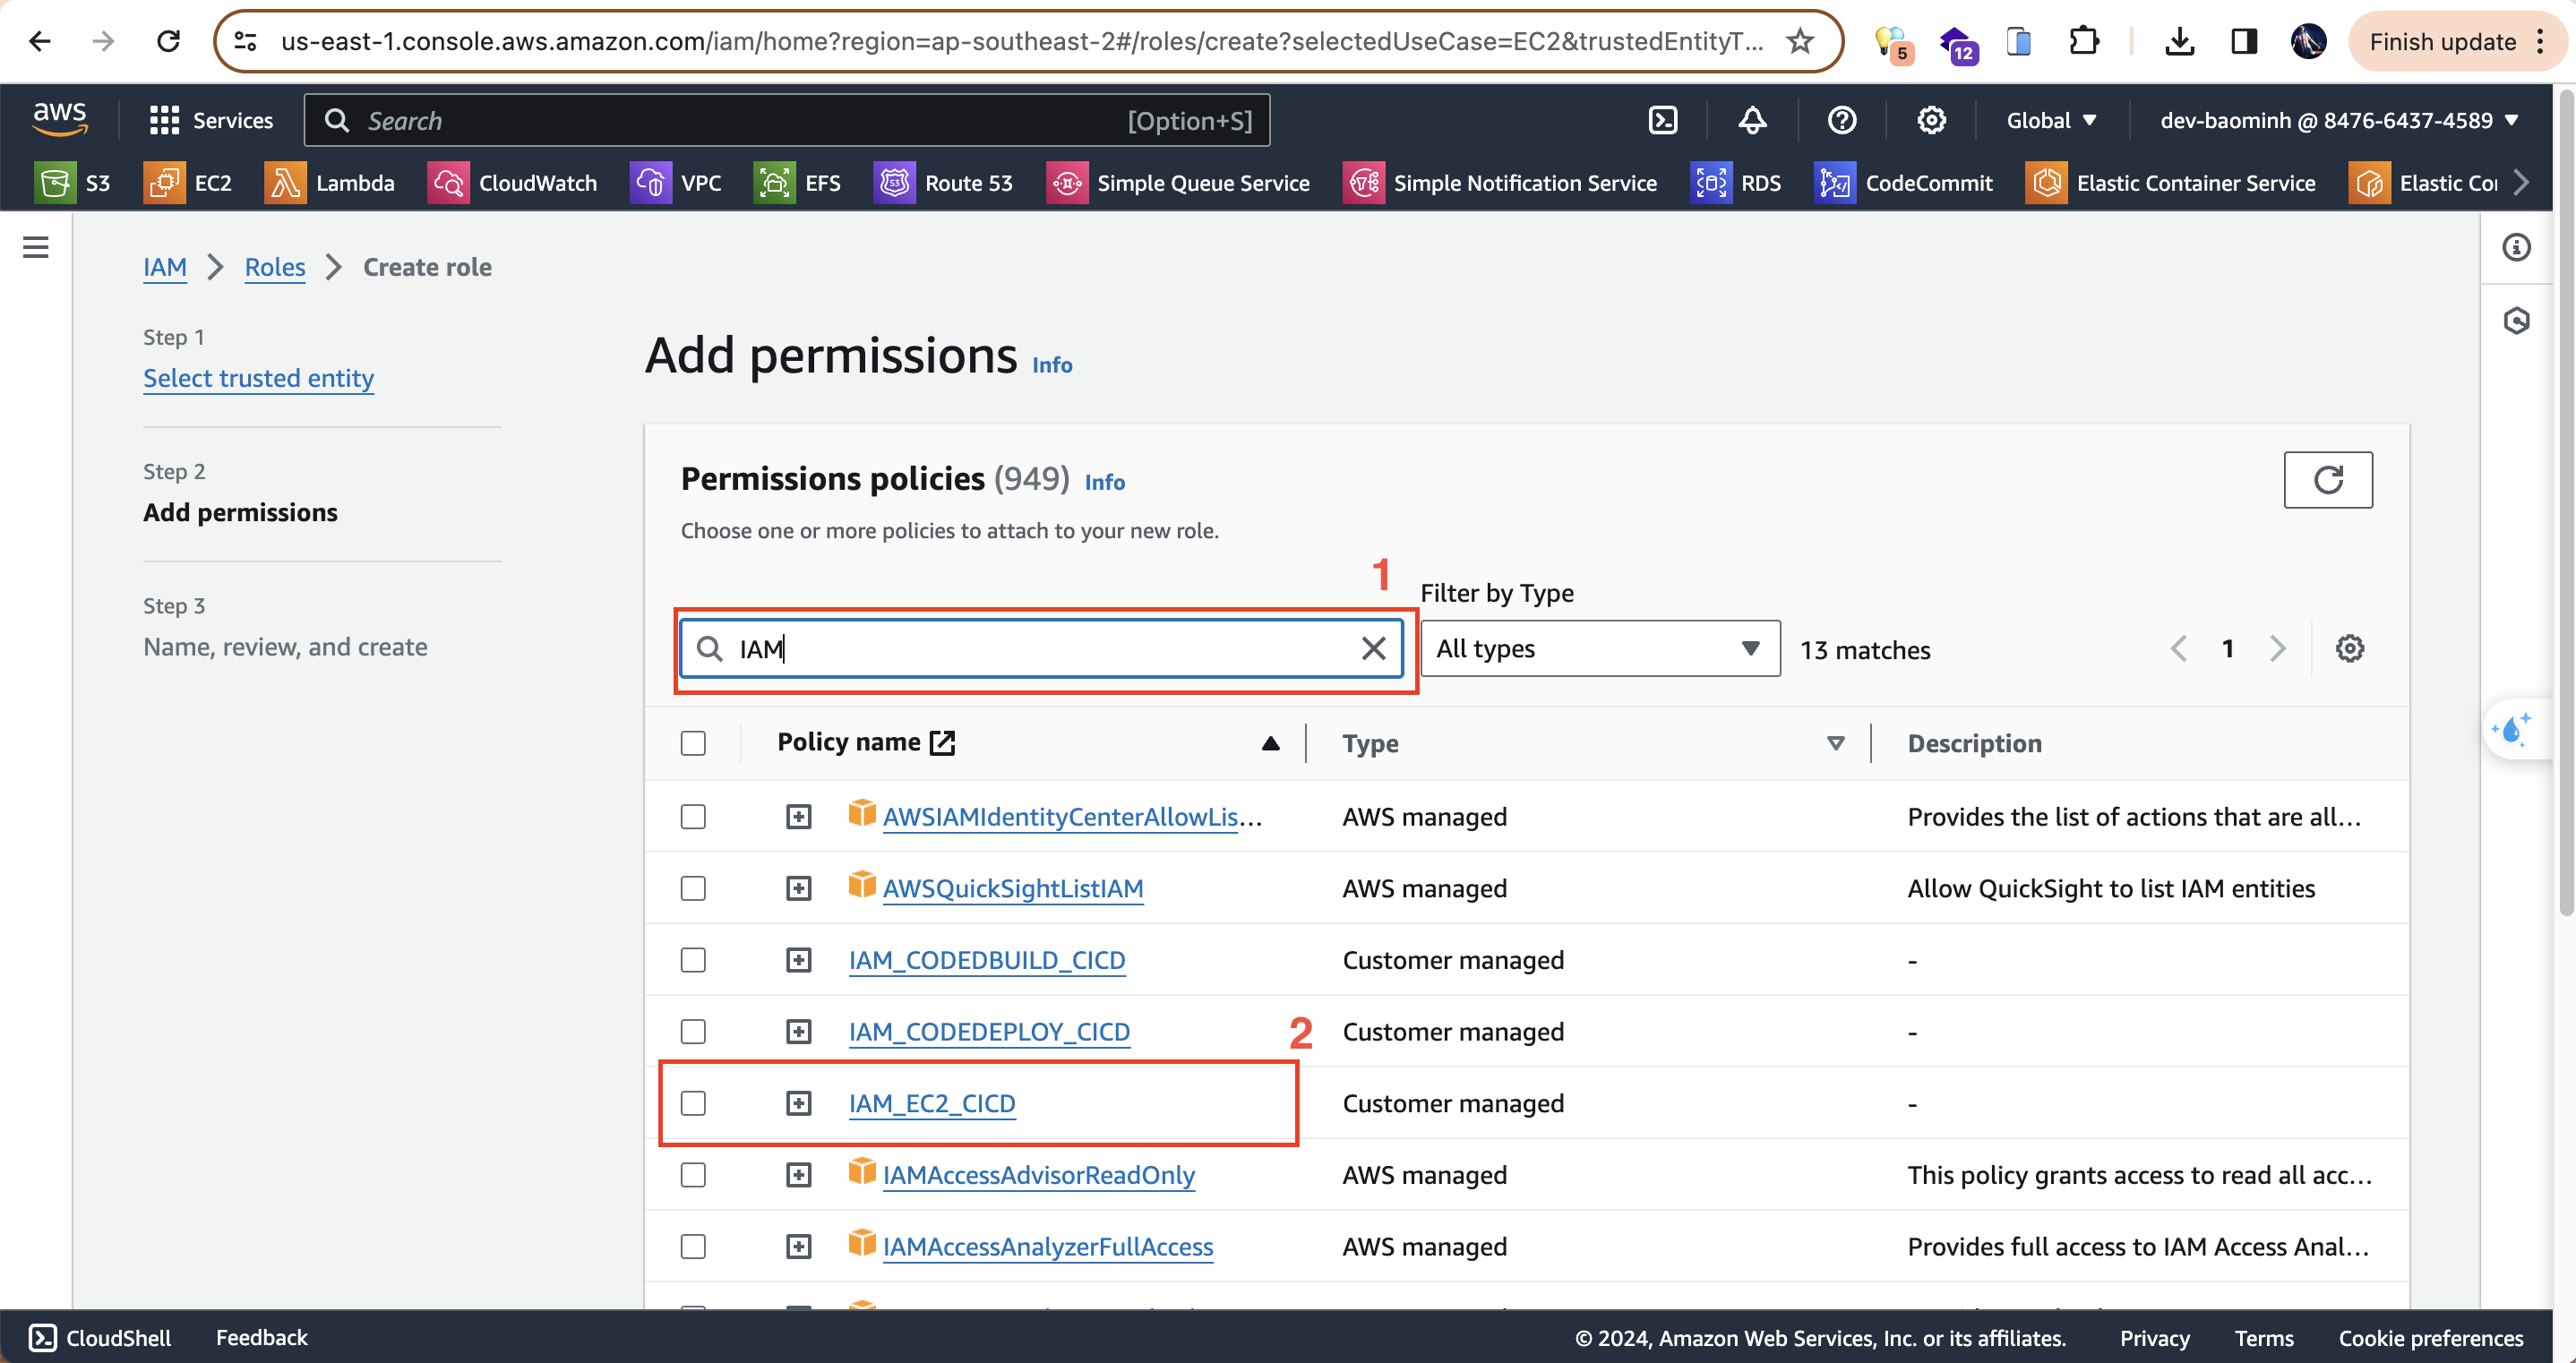 us-east-1.console.aws.amazon.com/iam/home?region=ap-southeast-2#/roles/create?selectedUseCase=EC2&trustedEntityT...
5
12
Finish update
aws
Services
Search
[Option+S]
Global
dev-baominh @ 8476-6437-4589
S3
EC2
Lambda
CloudWatch
VPC
EFS
53
Route 53
Simple Queue Service
Simple Notification Service
RDS
CodeCommit
Elastic Container Service
Elastic Co
IAM
Roles
Create role
Step 1
Select trusted entity
Step 2
Add permissions
Step 3
Name, review, and create
Add permissions Info
Permissions policies (949) Info
Choose one or more policies to attach to your new role.
1
Filter by Type
IAM
All types
13 matches
1
Policy name
Type
Description
AWSIAMIdentityCenterAllowLis...
AWS managed
Provides the list of actions that are all...
AWSQuickSightListIAM
AWS managed
Allow QuickSight to list IAM entities
IAM_CODEDBUILD_CICD
Customer managed
-
IAM_CODEDEPLOY_CICD
2
Customer managed
-
IAM_EC2_CICD
Customer managed
-
IAMAccessAdvisorReadOnly
AWS managed
This policy grants access to read all acc...
IAMAccessAnalyzerFullAccess
AWS managed
Provides full access to IAM Access Anal...
CloudShell
Feedback
© 2024, Amazon Web Services, Inc. or its affiliates.
Privacy
Terms
Cookie preferences